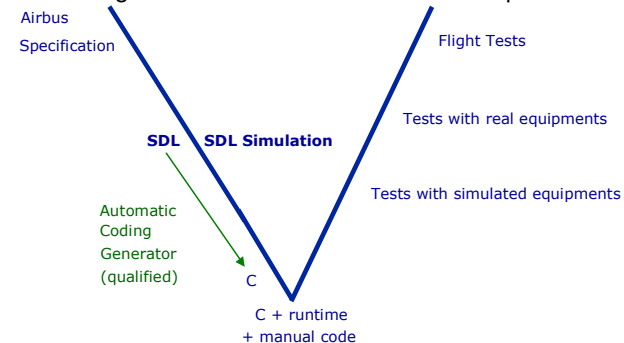 Airbus
Specification
Flight Tests
Tests with real equipments
SDL
SDL Simulation
Tests with simulated equipments
Automatic
Coding
Generator
(qualified)
C
C + runtime
+ manual code